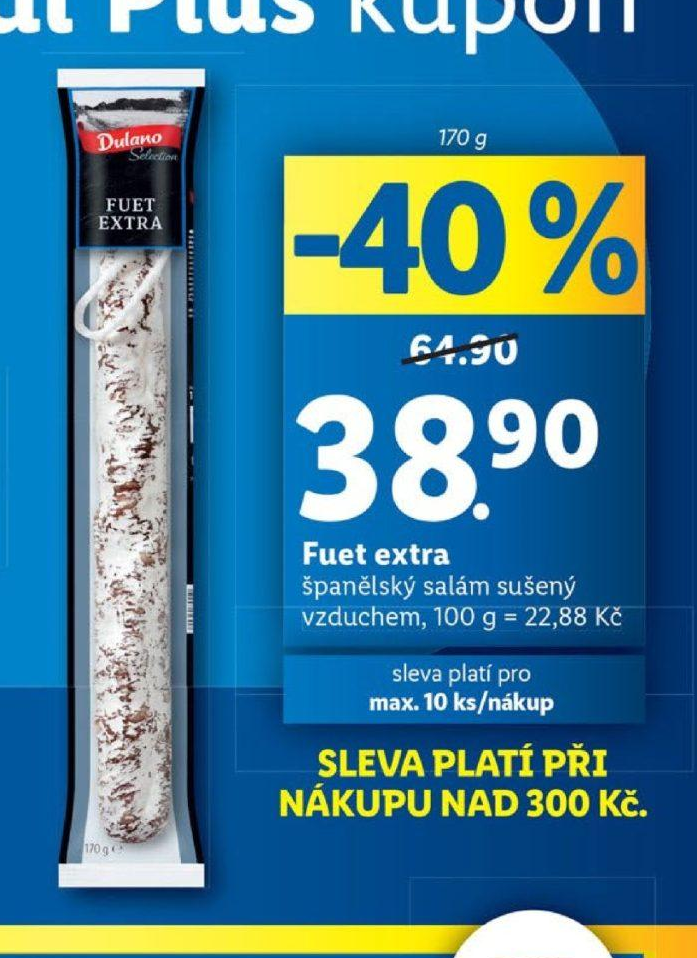 Plus kupón
Dulano
Selection
FUET
EXTRA
170 g
170 g
-40 %
64.90
38.90
Fuet extra
španělský salám sušený
vzduchem, 100 g = 22,88 Kč
sleva platí pro
max. 10 ks/nákup
SLEVA PLATÍ PŘI
NÁKUPU NAD 300 Kč.